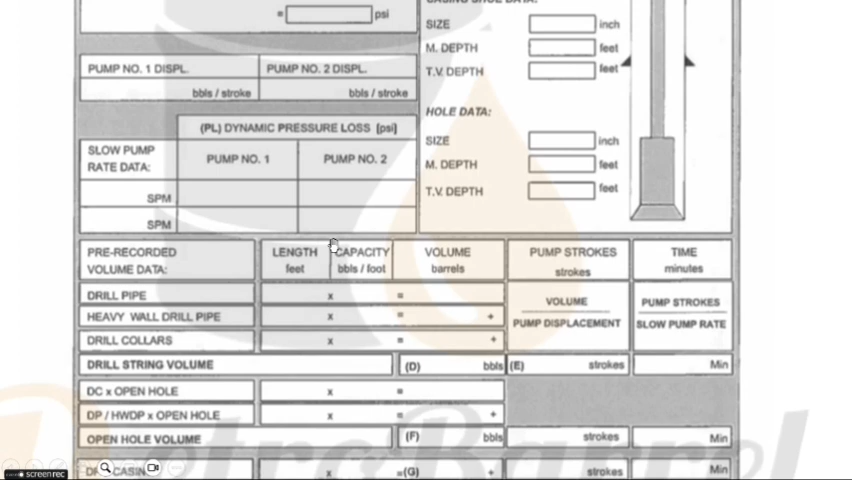 = psi
CASING SHOE DATA:
SIZE inch
M. DEPTH feet
T.V. DEPTH feet
PUMP NO. 1 DISPL. PUMP NO. 2 DISPL.
bbls / stroke bbls / stroke
HOLE DATA:
SIZE inch
M. DEPTH feet
T.V. DEPTH feet
(PL) DYNAMIC PRESSURE LOSS [psi]
SLOW PUMP
RATE DATA:
PUMP NO. 1 PUMP NO. 2
SPM
SPM
PRE-RECORDED
VOLUME DATA:
LENGTH
feet
CAPACITY
bbls / foot
VOLUME
barrels
PUMP STROKES
strokes
TIME
minutes
DRILL PIPE x =
HEAVY WALL DRILL PIPE x = +
DRILL COLLARS x = +
VOLUME
PUMP DISPLACEMENT
PUMP STROKES
SLOW PUMP RATE
DRILL STRING VOLUME (D) bbls (E) strokes Min
DC x OPEN HOLE x =
DP / HWDP x OPEN HOLE x = +
OPEN HOLE VOLUME (F) bbls strokes Min
x =(G) + strokes Min
screenrec